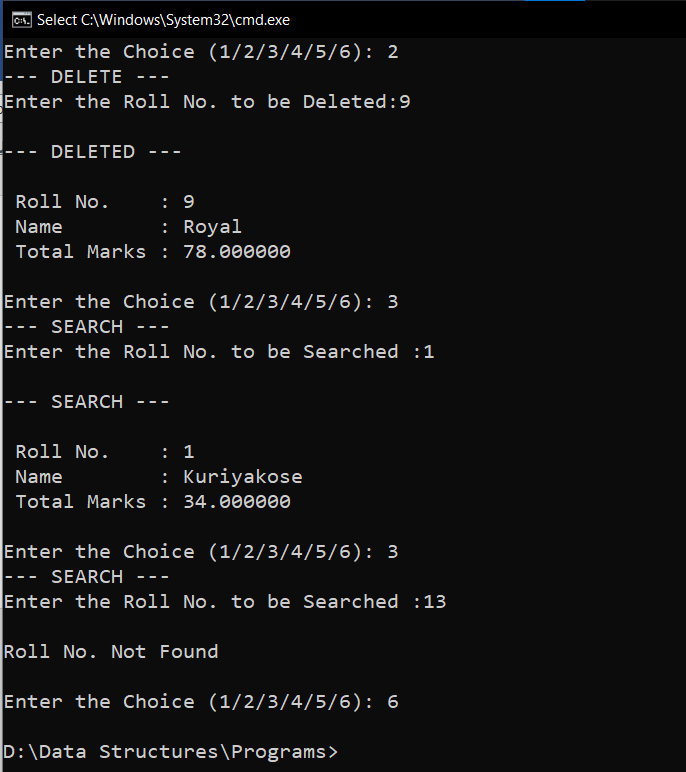 Select C:\Windows\System32\cmd.exe
Enter the Choice (1/2/3/4/5/6): 2
--- DELETE ---
Enter the Roll No. to be Deleted:9
--- DELETED ---
Roll No.    : 9
Name        : Royal
Total Marks : 78.000000
Enter the Choice (1/2/3/4/5/6): 3
--- SEARCH ---
Enter the Roll No. to be Searched :1
--- SEARCH ---
Roll No.    : 1
Name        : Kuriyakose
Total Marks : 34.000000
Enter the Choice (1/2/3/4/5/6): 3
--- SEARCH ---
Enter the Roll No. to be Searched :13
Roll No. Not Found
Enter the Choice (1/2/3/4/5/6): 6
D:\Data Structures\Programs>